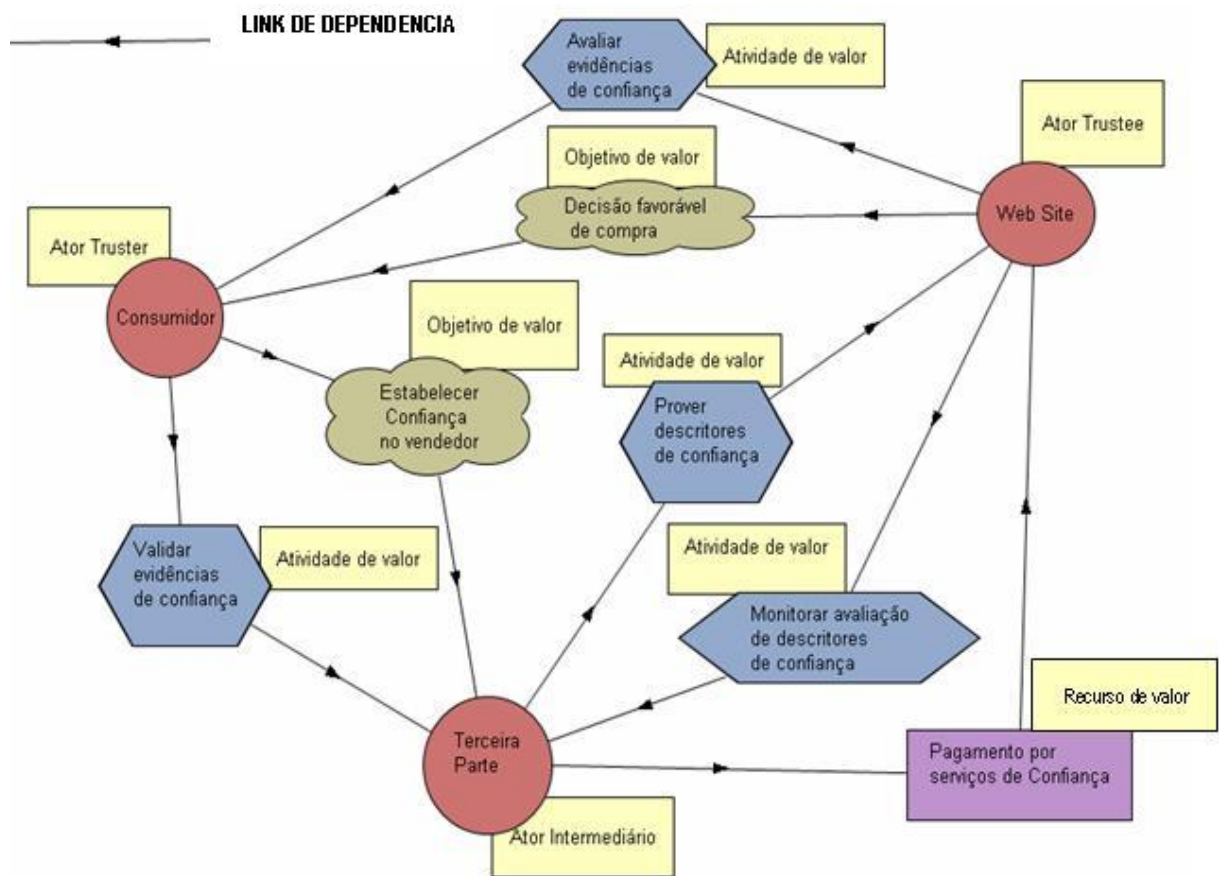 LINK DE DEPENDENCIA
Avaliar
evidências
de confiança
Atividade de valor
Ator Trustee
Objetivo de valor
Decisão favorável
de compra
Web Site
Ator Truster
Consumidor
Objetivo de valor
Estabelecer
Confiança
no vendedor
Atividade de valor
Prover
descritores
de confiança
Validar
evidências
de confiança
Atividade de valor
Atividade de valor
Monitorar avaliação
de descritores
de confiança
Recurso de valor
Terceira
Parte
Pagamento por
serviços de Confiança
Ator Intermediário